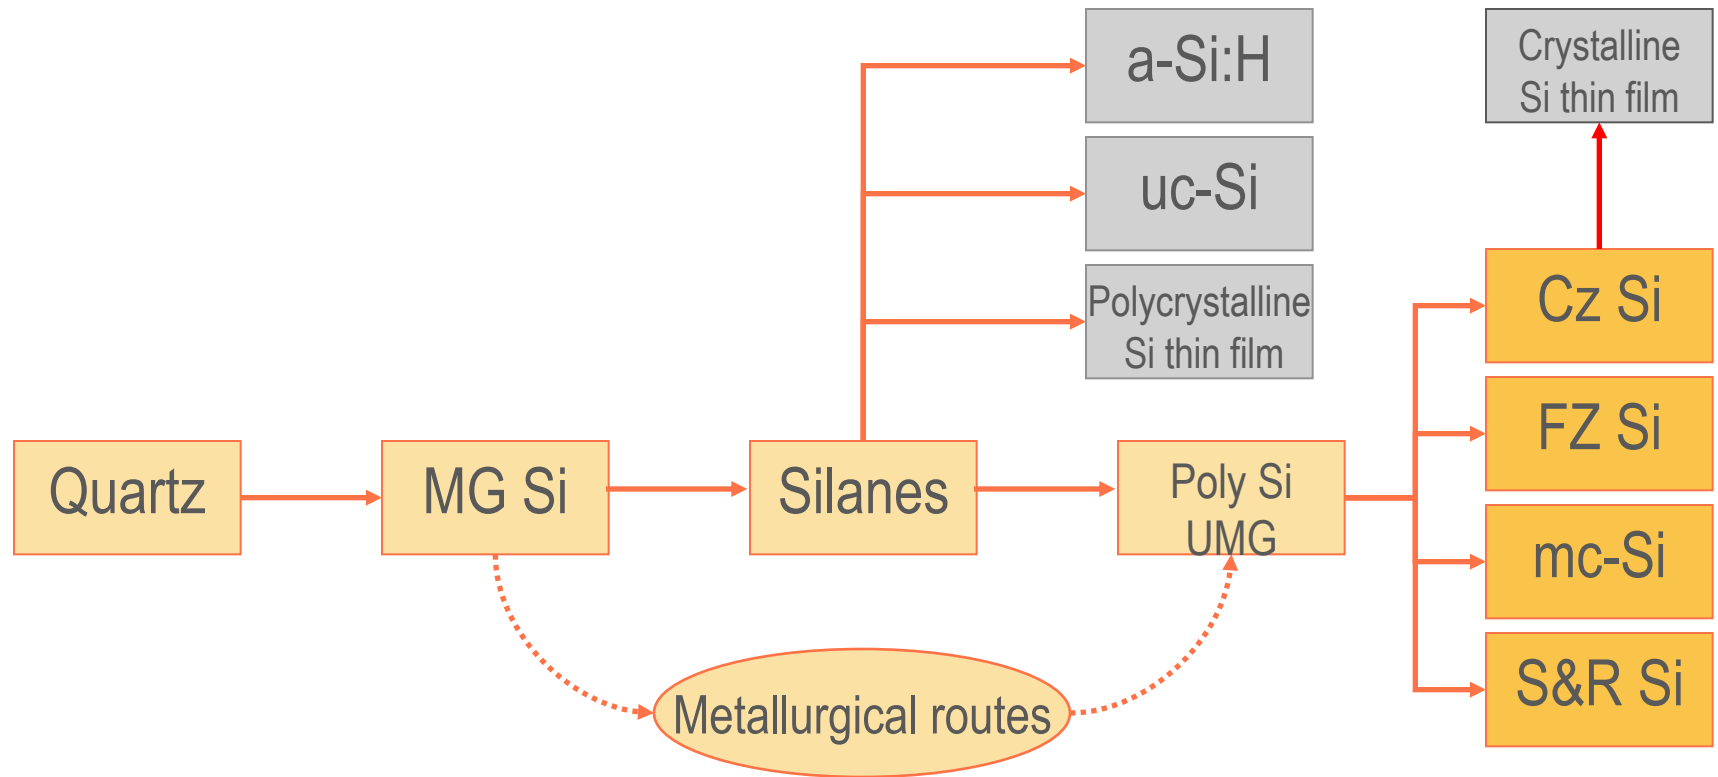 a-Si:H
Crystalline
Si thin film
uc-Si
Polycrystalline
Si thin film
Cz Si
FZ Si
Quartz
MG Si
Silanes
Poly Si
UMG
mc-Si
S&R Si
Metallurgical routes